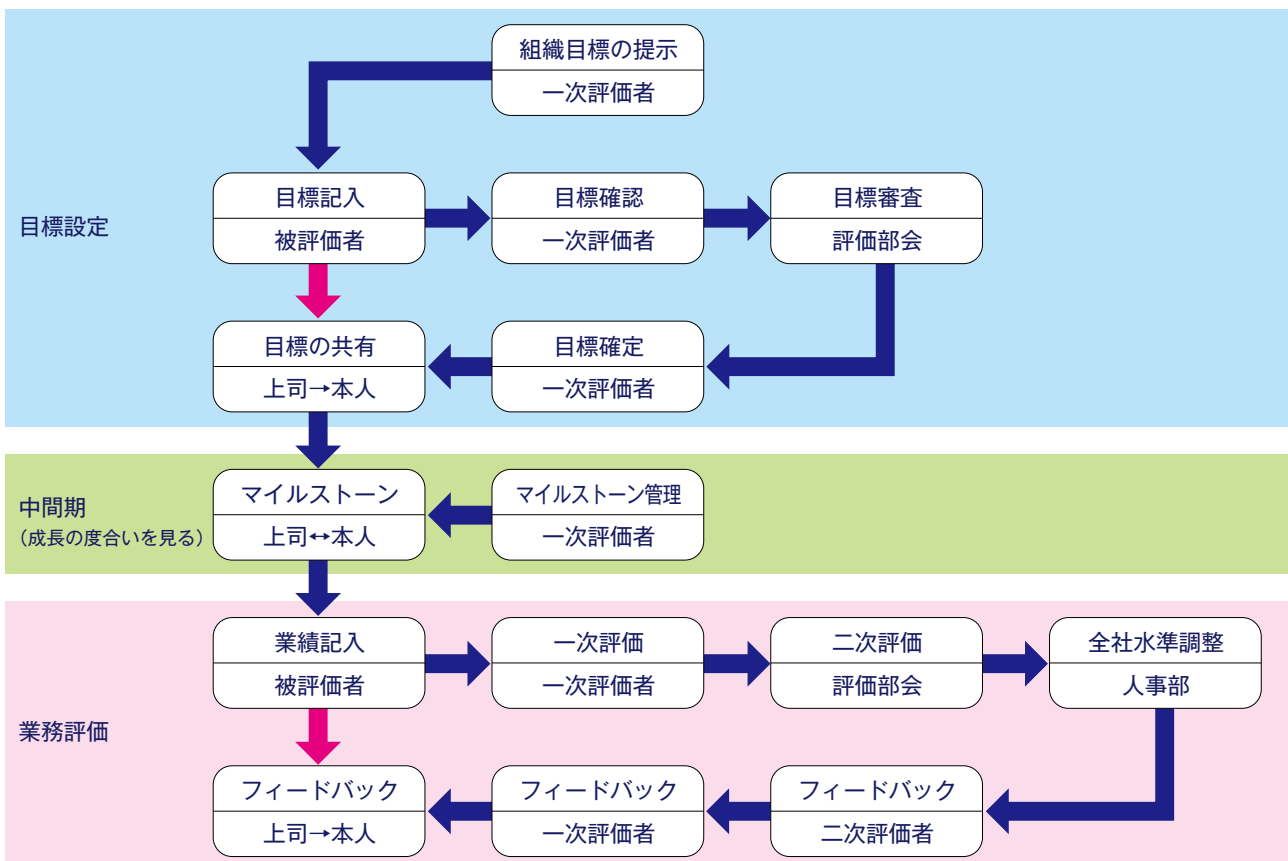 組織目標の提示
一次評価者
目標設定
目標記入
被評価者
目標確認
一次評価者
目標審査
評価部会
目標の共有
上司→本人
目標確定
一次評価者
中間期
（成長の度合いを見る）
マイルストーン
上司↔本人
マイルストーン管理
一次評価者
業務評価
業績記入
被評価者
一次評価
一次評価者
二次評価
評価部会
全社水準調整
人事部
フィードバック
上司→本人
フィードバック
一次評価者
フィードバック
二次評価者